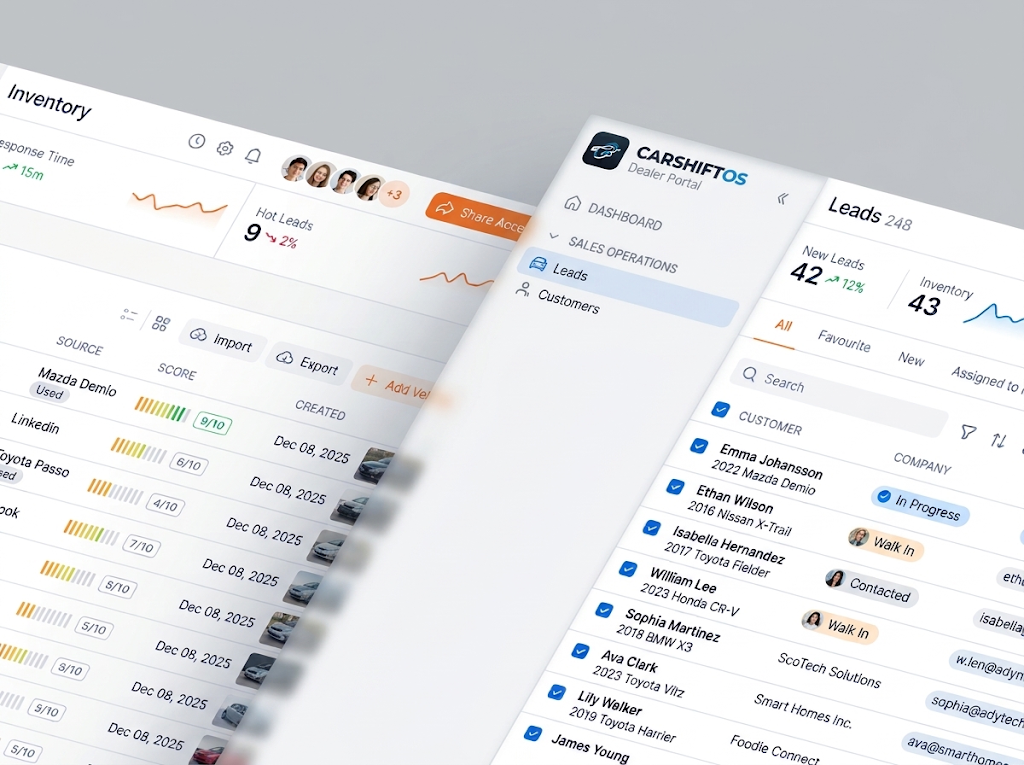 Inventory
esponse Time
15m
Hot Leads
9 2%
+3
Share Acce
Import
Export
Add Ve
SOURCE
SCORE
CREATED
Mazda Demio
Used
9/10
Dec 08, 2025
Linkedin
6/10
Dec 08, 2025
Toyota Passo
sed
4/10
Dec 08, 2025
ook
7/10
Dec 08, 2025
5/10
Dec 08, 2025
5/10
Dec 08, 2025
Dec 08, 2025
5/10
Dec 08, 2025
5/10
CARSHIFTOS
Dealer Portal
DASHBOARD
SALES OPERATIONS
Leads
Customers
Leads 248
New Leads
42 12%
Inventory
43
All
Favourite
New
Assigned to
Search
CUSTOMER
COMPANY
Emma Johansson
2022 Mazda Demio
In Progress
Ethan Wilson
2016 Nissan X-Trail
Walk In
Isabella Hernandez
2017 Toyota Fielder
Contacted
eth
William Lee
2023 Honda CR-V
Walk In
isabella
Sophia Martinez
2018 BMW X3
ScoTech Solutions
w.len@adyn
Ava Clark
2023 Toyota Vitz
Smart Homes Inc.
sophia@adytech
Lily Walker
2019 Toyota Harrier
Foodie Connect
ava@smarthome
James Young